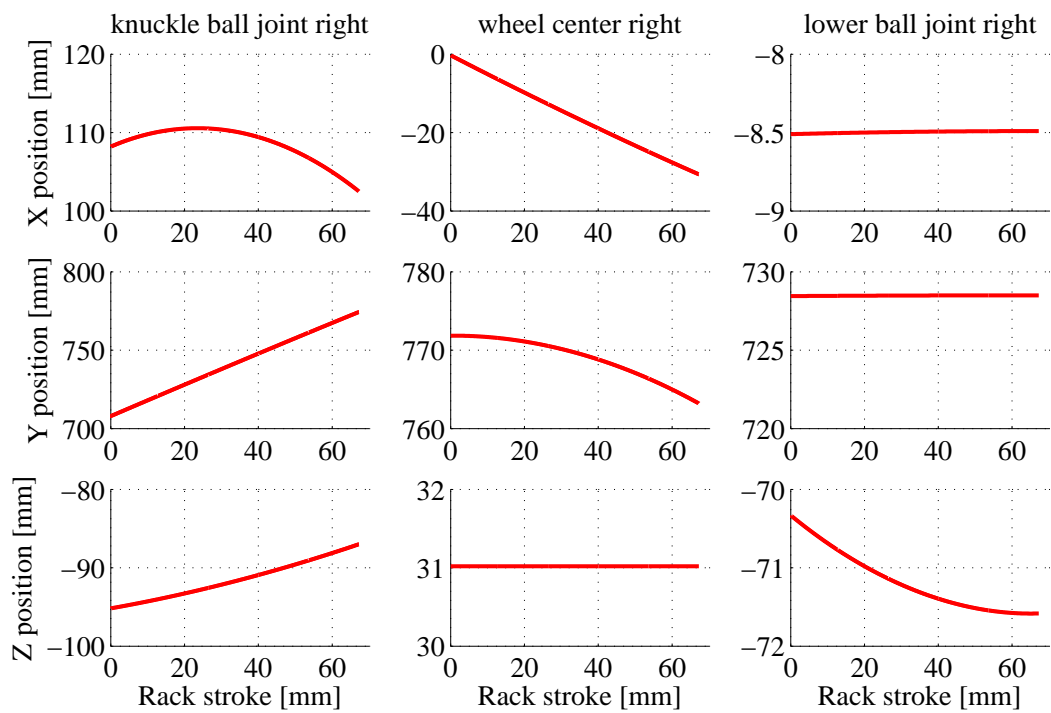 knuckle ball joint right wheel center right lower ball joint right
X position [mm]
120
110
100
0 20 40 60
0
−20
−40
0 20 40 60
−8
−8.5
−9
0 20 40 60
Y position [mm]
800
750
700
0 20 40 60
780
770
760
0 20 40 60
730
725
720
0 20 40 60
Z position [mm]
−80
−90
−100
0 20 40 60
Rack stroke [mm]
32
31
30
0 20 40 60
Rack stroke [mm]
−70
−71
−72
0 20 40 60
Rack stroke [mm]